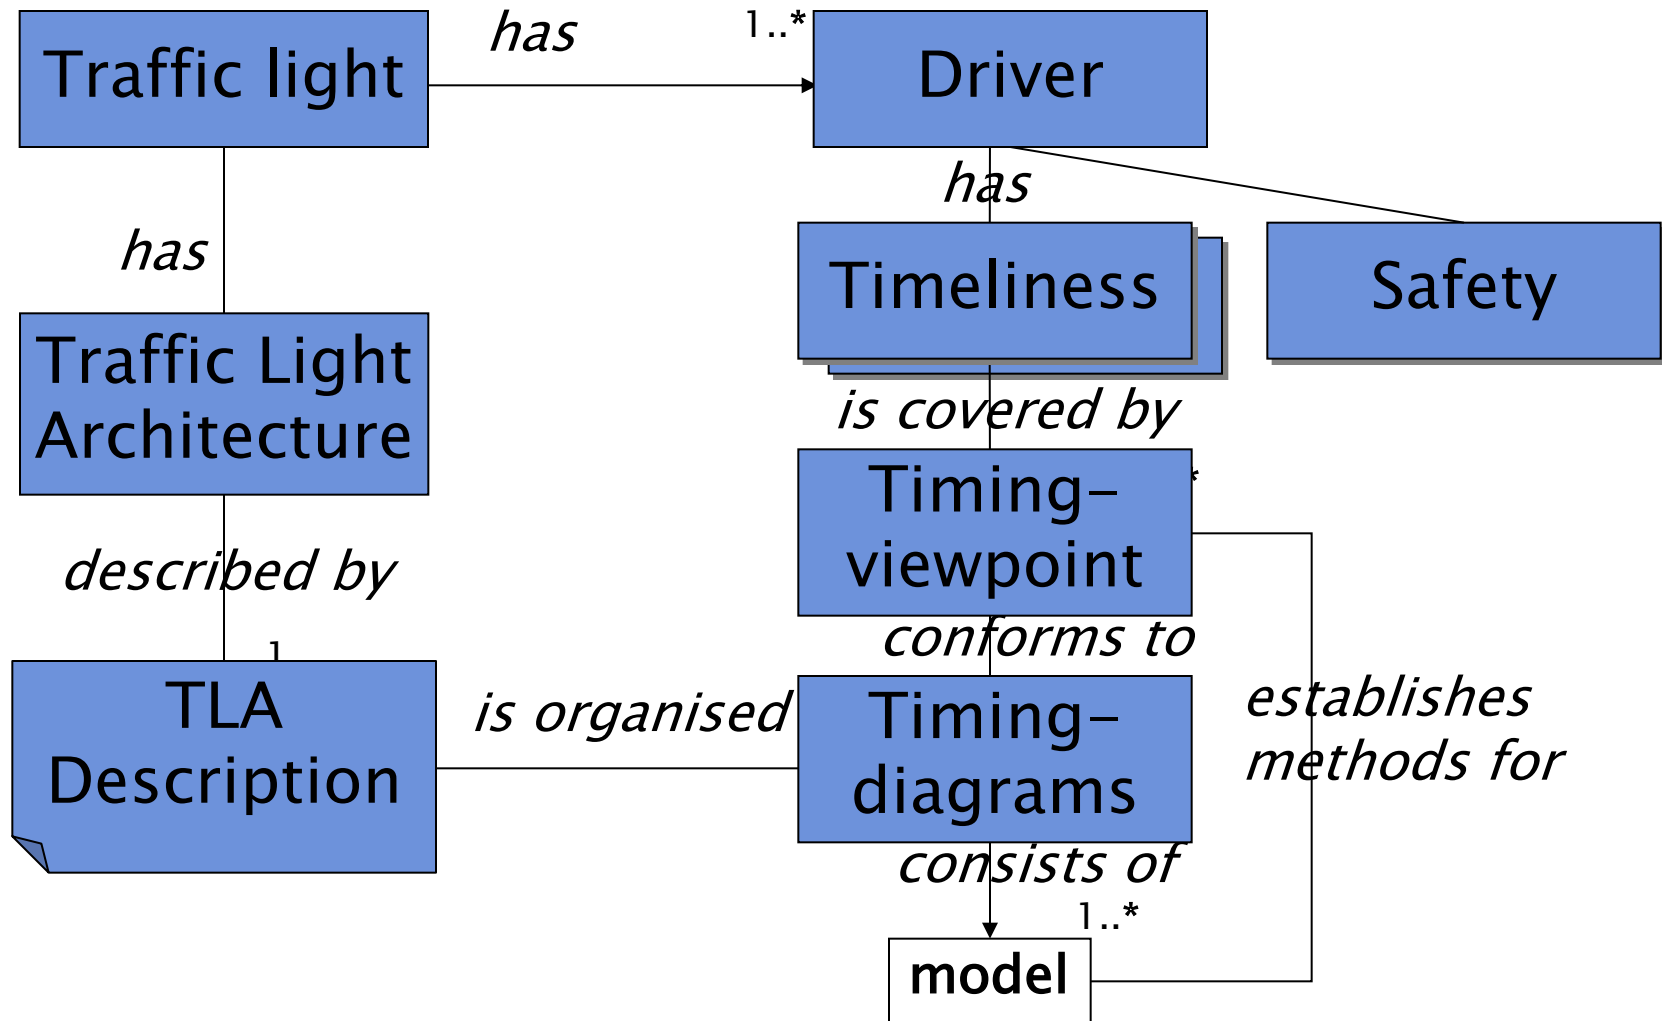 Traffic light
has
1..*
Driver
has
has
Timeliness
Safety
Traffic Light
Architecture
is covered by
Timing-
viewpoint
*
described by
conforms to
1
TLA
Description
is organised
Timing-
diagrams
establishes
methods for
consists of
1..*
model